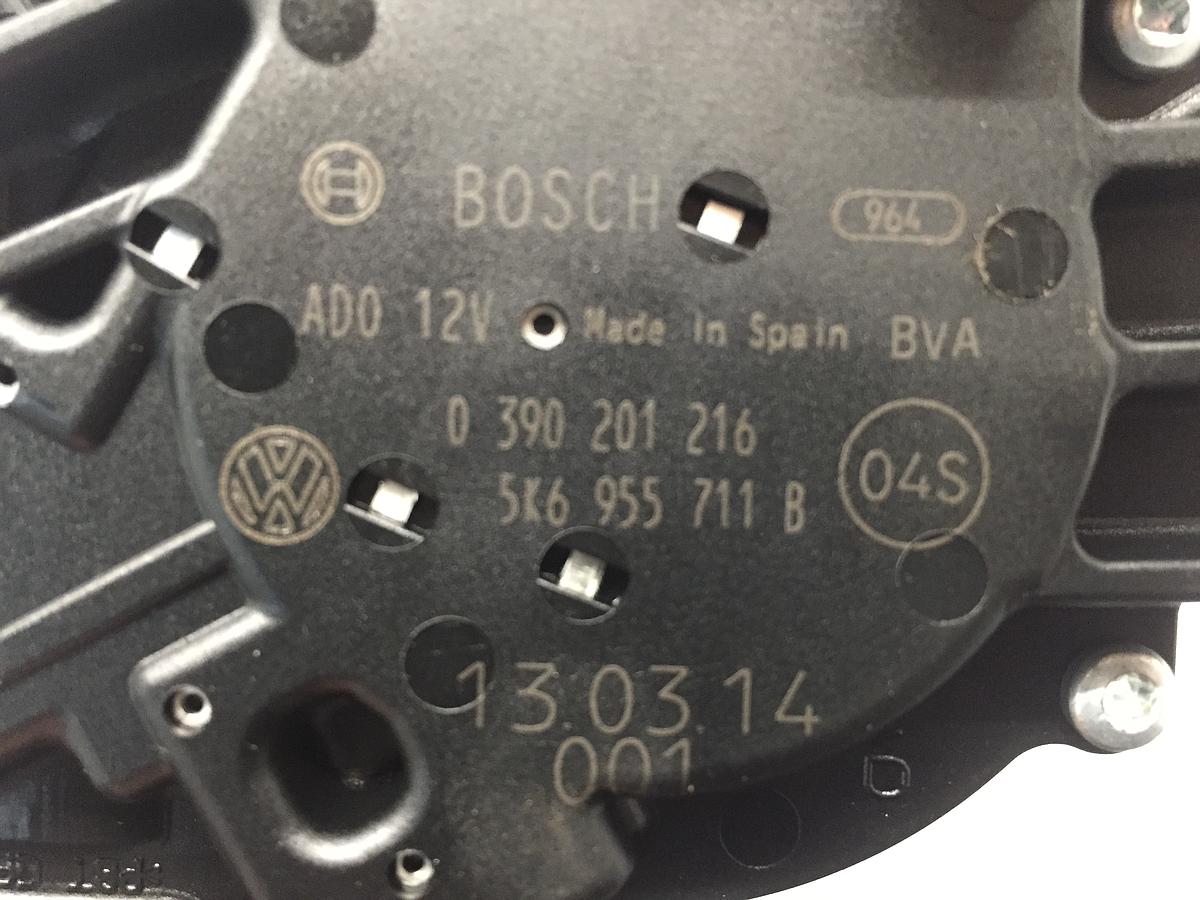 BOSCH 964
ADO 12V Made in Spain BVA
0 390 201 216
5K6 955 711 B 04S
13.03.14
001
D